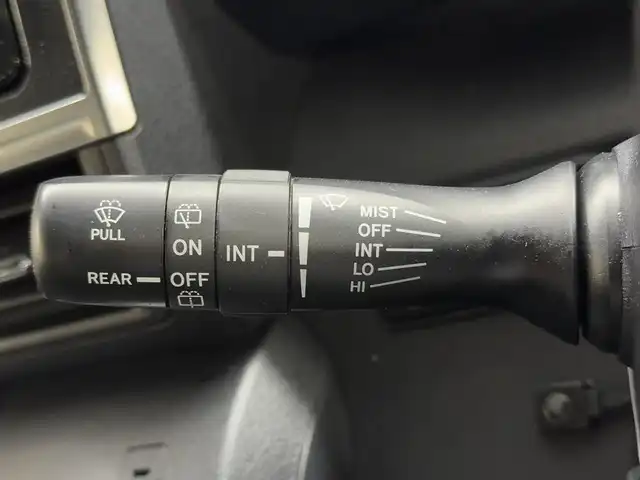 PULL
REAR
ON
OFF
INT
MIST
OFF
INT
LO
HI